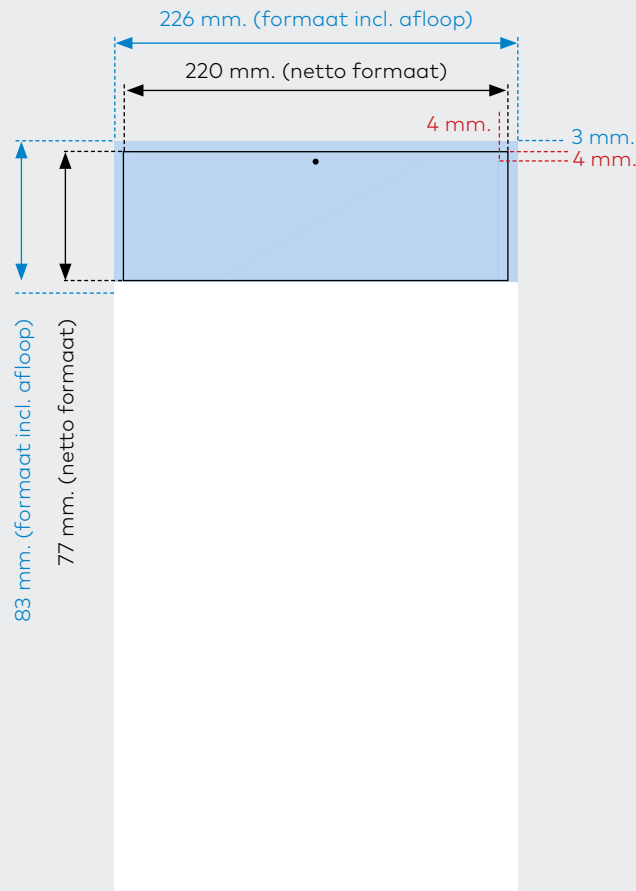 226 mm. (formaat incl. afloop)
220 mm. (netto formaat)
4 mm.
3 mm.
4 mm.
83 mm. (formaat incl. afloop)
77 mm. (netto formaat)